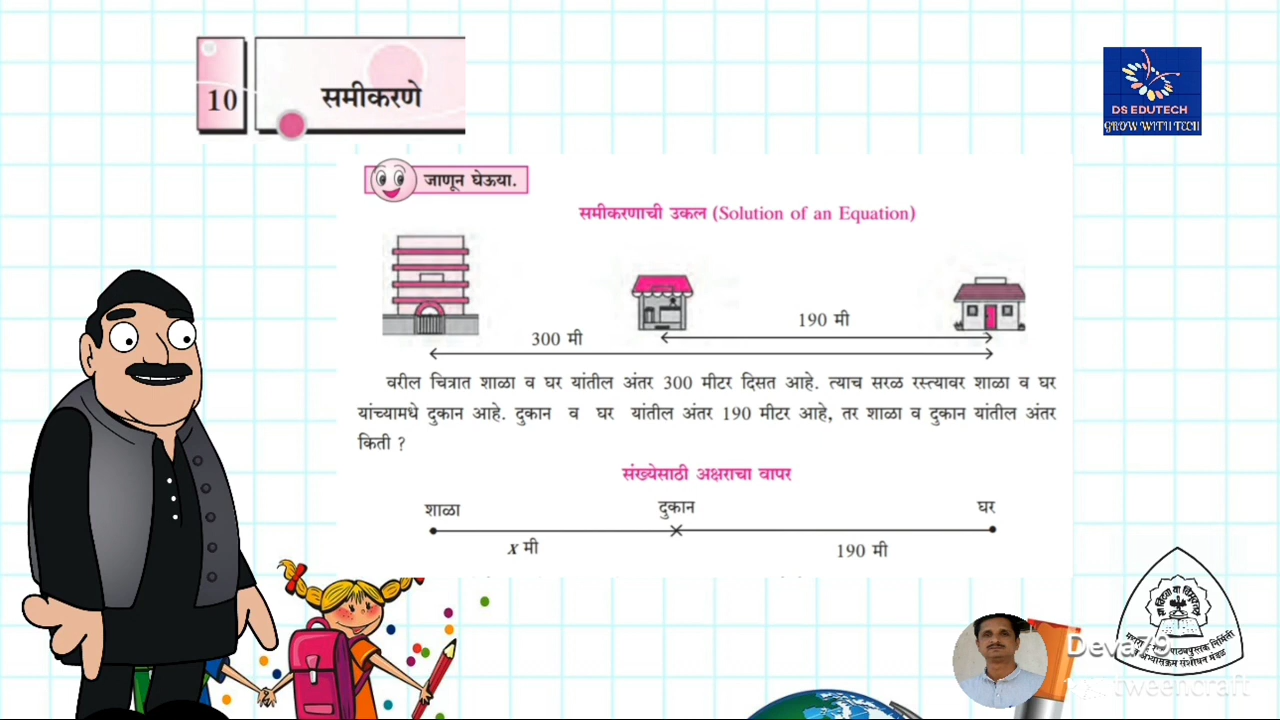 10
समीकरणे
DS EDUTECH
GROW WITH TECH
जाणून घेऊया.
समीकरणाची उकल (Solution of an Equation)
190 मी
300 मी
वरील चित्रात शाळा व घर यांतील अंतर 300 मीटर दिसत आहे. त्याच सरळ रस्त्यावर शाळा व घर
यांच्यामधे दुकान आहे. दुकान व घर यांतील अंतर 190 मीटर आहे, तर शाळा व दुकान यांतील अंतर
किती ?
संख्येसाठी अक्षराचा वापर
शाळा दुकान घर
x मी 190 मी
Deva79